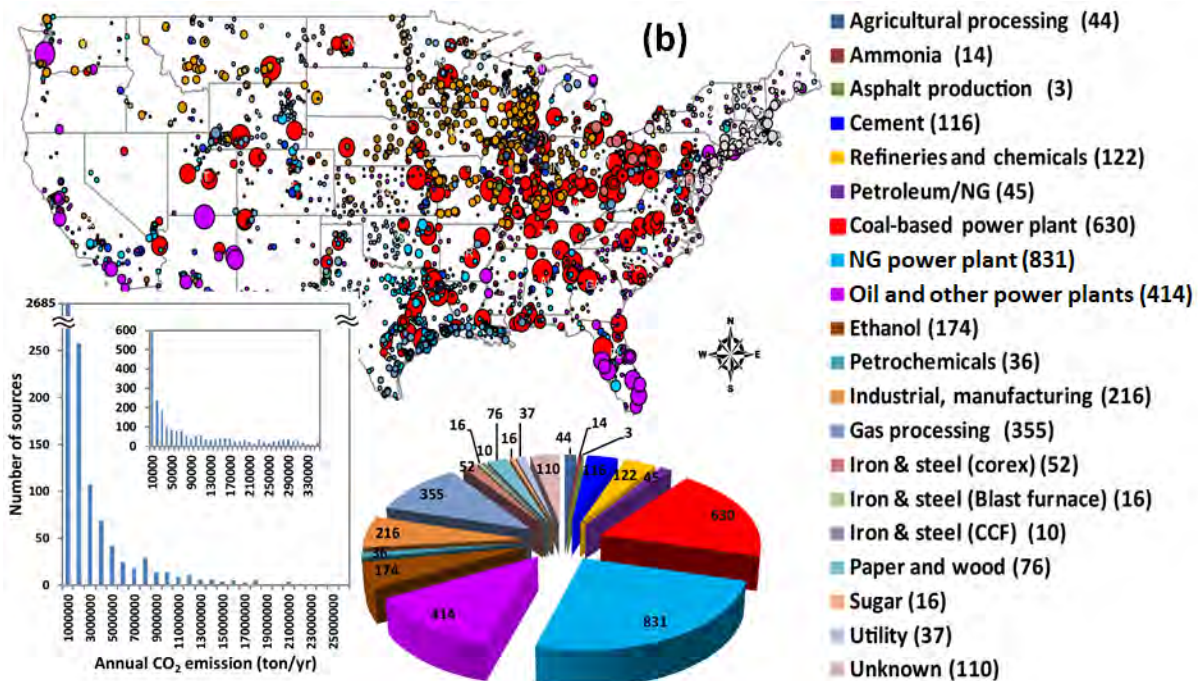 (b)
N
W E
S
Agricultural processing (44)
Ammonia (14)
Asphalt production (3)
Cement (116)
Refineries and chemicals (122)
Petroleum/NG (45)
Coal-based power plant (630)
NG power plant (831)
Oil and other power plants (414)
Ethanol (174)
Petrochemicals (36)
Industrial, manufacturing (216)
Gas processing (355)
Iron & steel (corex) (52)
Iron & steel (Blast furnace) (16)
Iron & steel (CCF) (10)
Paper and wood (76)
Sugar (16)
Utility (37)
Unknown (110)
Number of sources
2685
250
200
150
100
50
0
1000000
3000000
5000000
7000000
9000000
11000000
13000000
15000000
17000000
19000000
21000000
23000000
25000000
Annual CO₂ emission (ton/yr)
600
500
400
300
200
100
0
10000
50000
90000
130000
170000
210000
250000
290000
330000
44
14
3
116
122
45
630
831
414
174
36
216
355
52
16
10
76
16
37
110